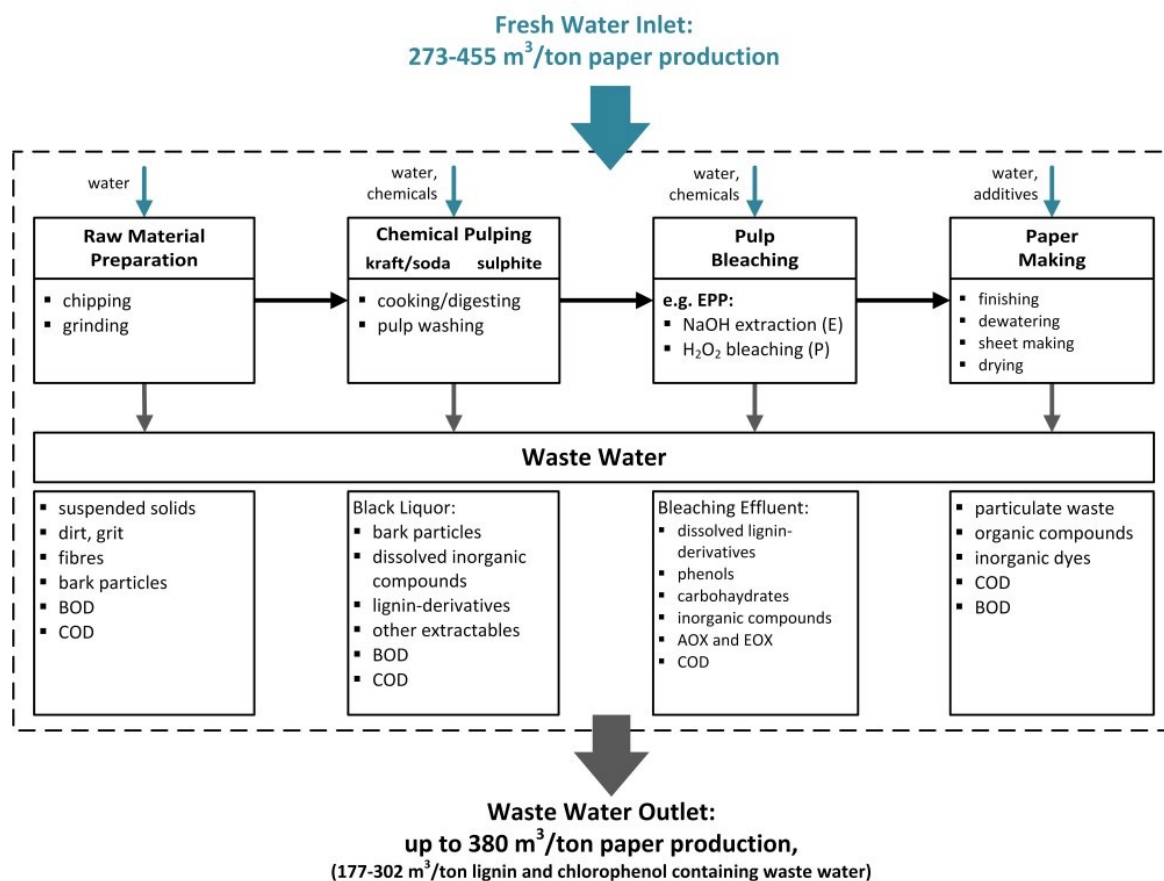 Fresh Water Inlet:
273-455 m³/ton paper production
water
water,
chemicals
water,
chemicals
water,
additives
Raw Material
Preparation
▪ chipping
▪ grinding
Chemical Pulping
kraft/soda sulphite
▪ cooking/digesting
▪ pulp washing
Pulp
Bleaching
e.g. EPP:
▪ NaOH extraction (E)
▪ H₂O₂ bleaching (P)
Paper
Making
▪ finishing
▪ dewatering
▪ sheet making
▪ drying
Waste Water
▪ suspended solids
▪ dirt, grit
▪ fibres
▪ bark particles
▪ BOD
▪ COD
Black Liquor:
▪ bark particles
▪ dissolved inorganic
compounds
▪ lignin-derivatives
▪ other extractables
▪ BOD
▪ COD
Bleaching Effluent:
▪ dissolved lignin-
derivatives
▪ phenols
▪ carbohaydrates
▪ inorganic compounds
▪ AOX and EOX
▪ COD
▪ particulate waste
▪ organic compounds
▪ inorganic dyes
▪ COD
▪ BOD
Waste Water Outlet:
up to 380 m³/ton paper production,
(177-302 m³/ton lignin and chlorophenol containing waste water)